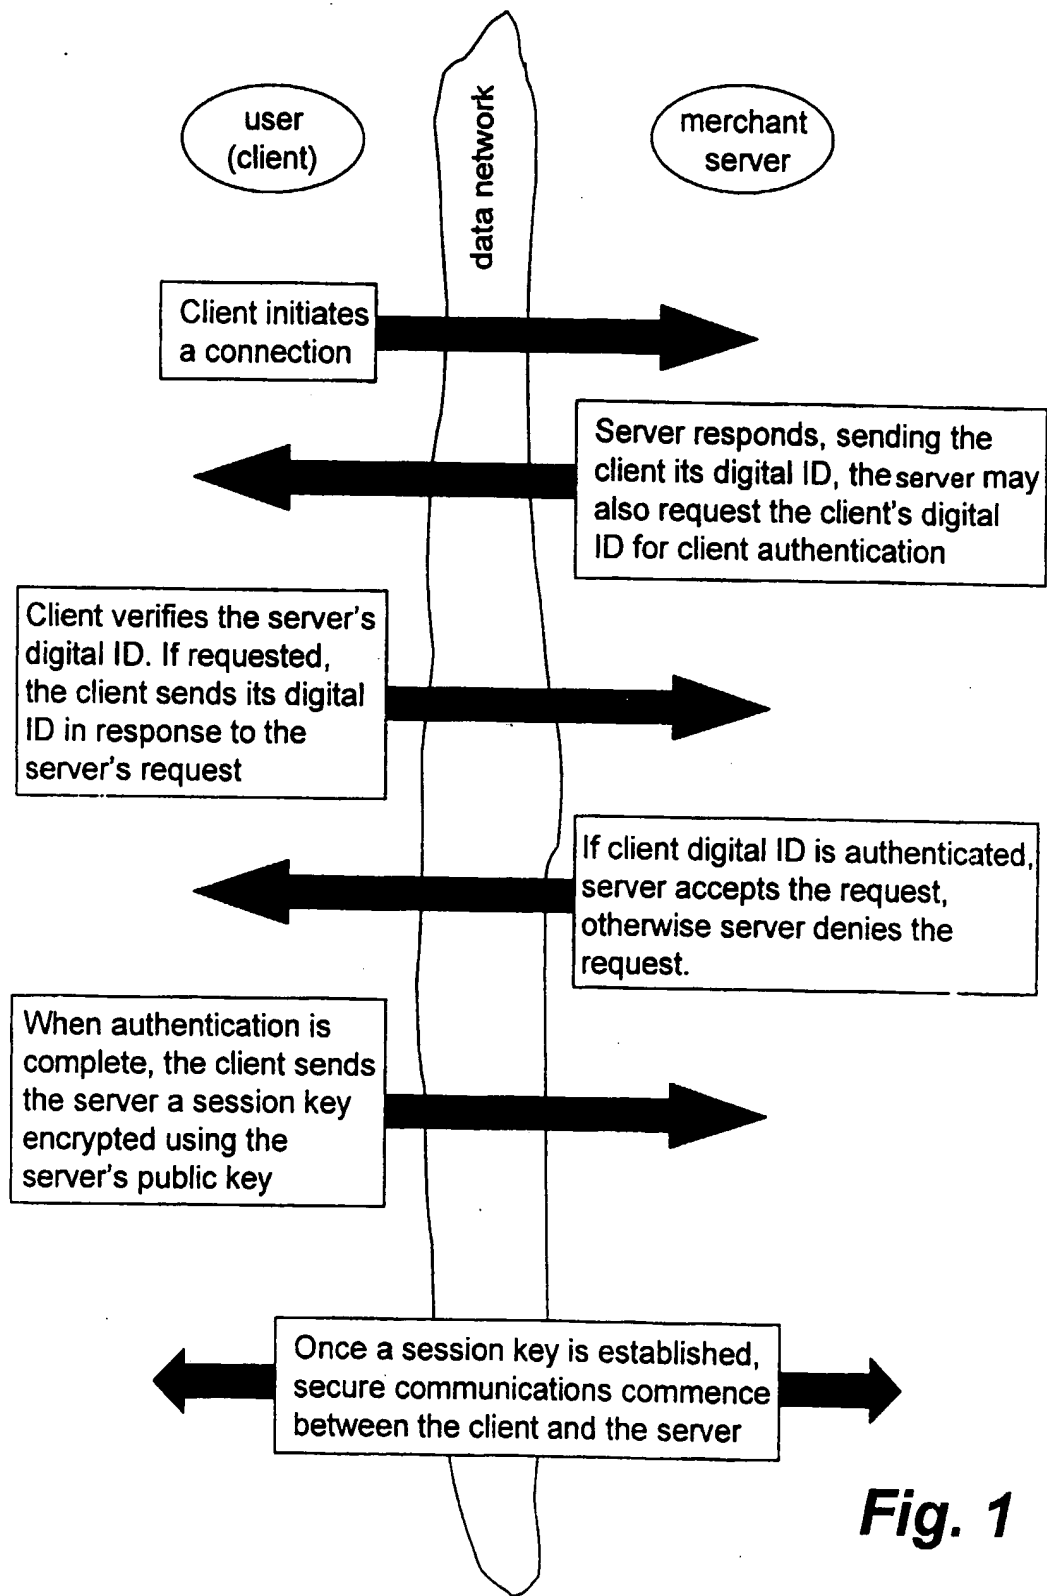 user
(client)
data network
merchant
server
Client initiates
a connection
Server responds, sending the
client its digital ID, the server may
also request the client's digital
ID for client authentication
Client verifies the server's
digital ID. If requested,
the client sends its digital
ID in response to the
server's request
If client digital ID is authenticated,
server accepts the request,
otherwise server denies the
request.
When authentication is
complete, the client sends
the server a session key
encrypted using the
server's public key
Once a session key is established,
secure communications commence
between the client and the server
Fig. 1